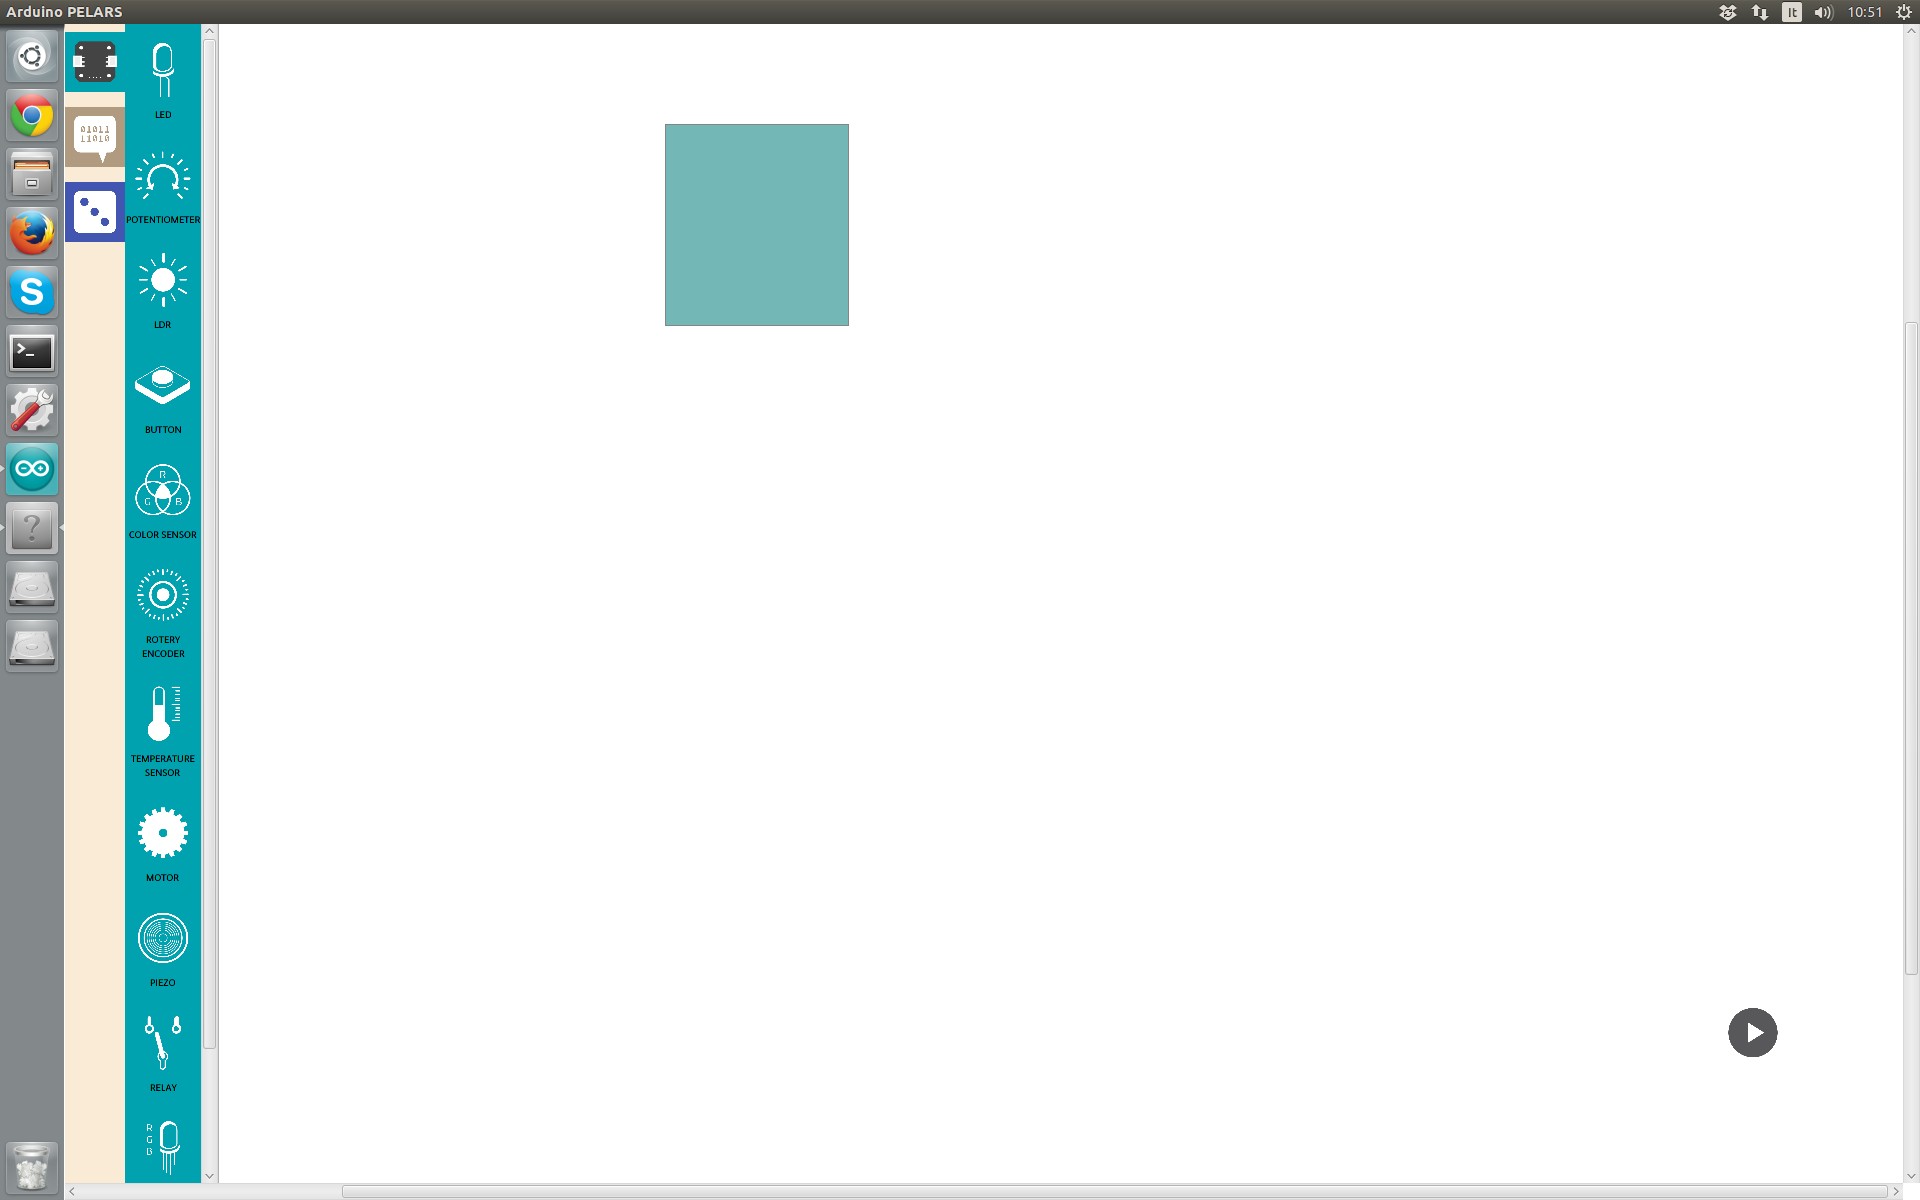 Arduino PELARS
It
10:51
01011
11010
LED
POTENTIOMETER
LDR
BUTTON
R
G B
COLOR SENSOR
ROTERY
ENCODER
TEMPERATURE
SENSOR
MOTOR
PIEZO
RELAY
R
G
B